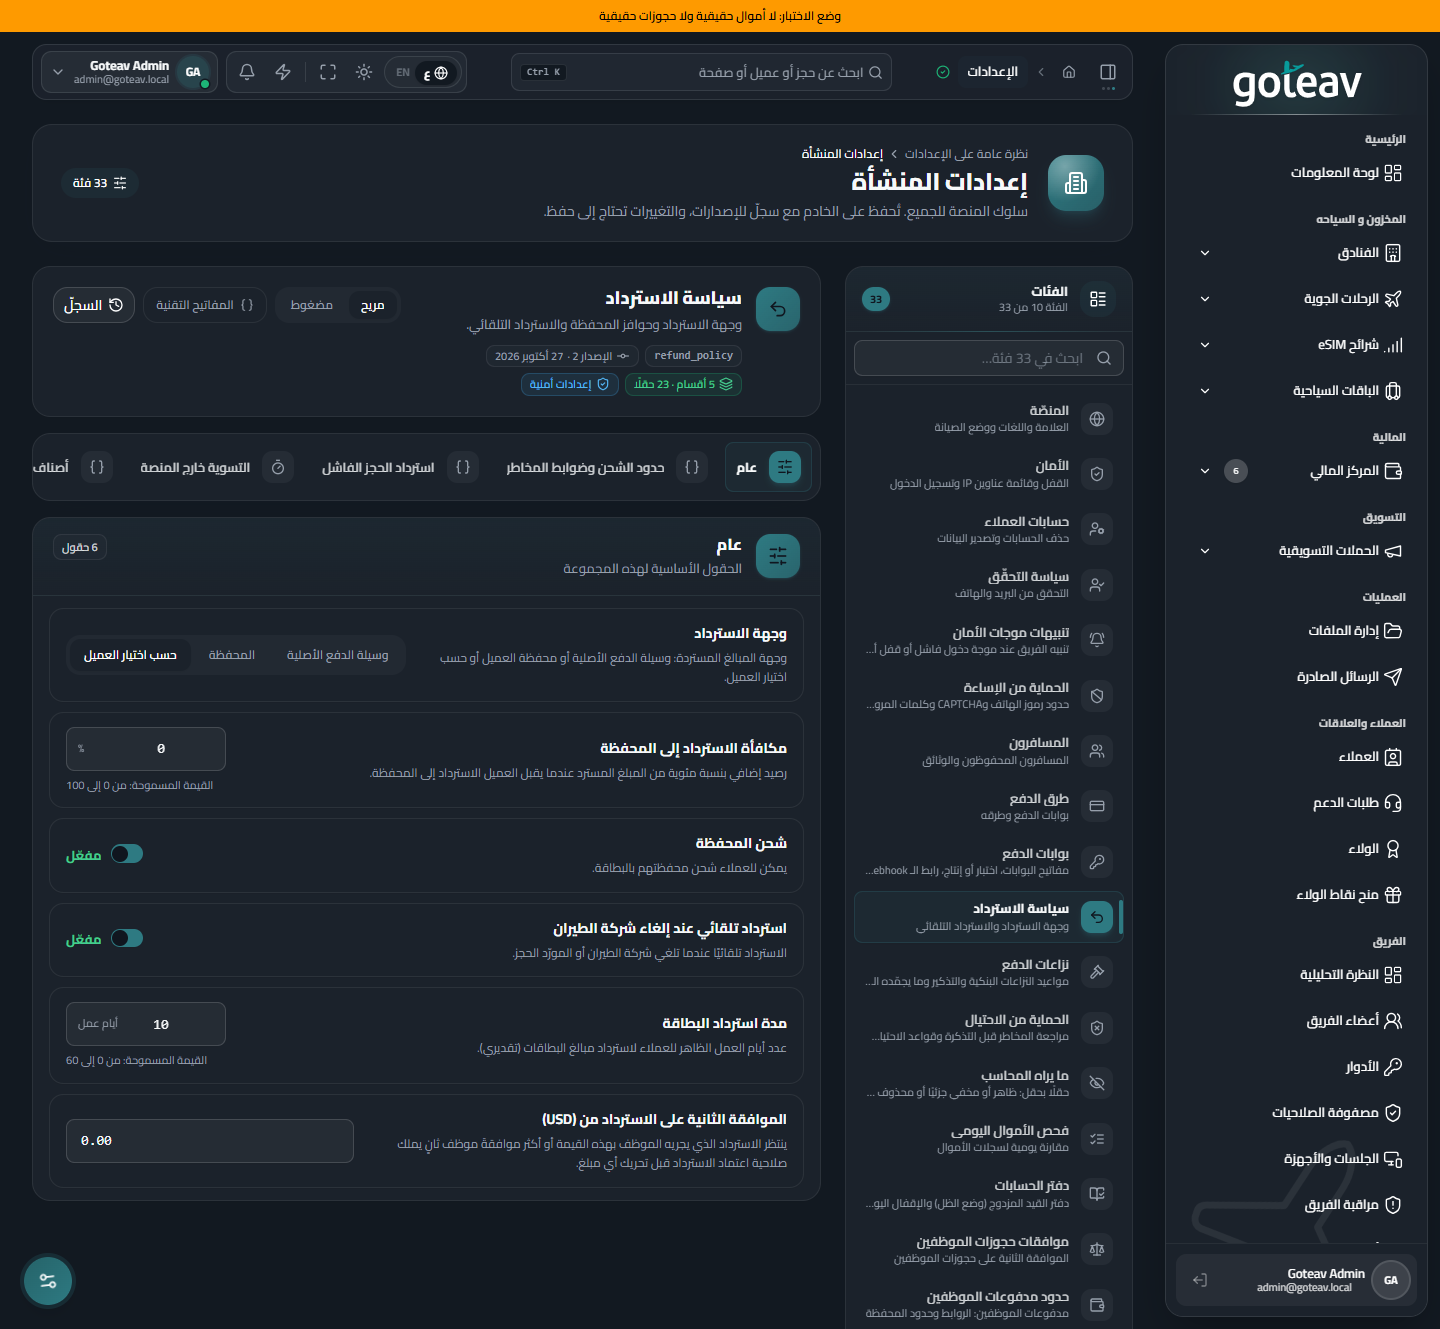 وضع الاختبار: لا أموال حقيقية ولا حجوزات حقيقية
goteav
الرئيسية
لوحة المعلومات
المخزون و السياحه
الفنادق
الرحلات الجوية
شرائح eSIM
الباقات السياحية
المالية
المركز المالي
6
التسويق
الحملات التسويقية
العمليات
إدارة الملفات
الرسائل الصادرة
العملاء والعلاقات
العملاء
طلبات الدعم
الولاء
منح نقاط الولاء
الفريق
النظرة التحليلية
أعضاء الفريق
الأدوار
مصفوفة الصلاحيات
الجلسات والأجهزة
مراقبة الفريق
GA
Goteav Admin
admin@goteav.local
الإعدادات
ابحث عن حجز أو عميل أو صفحة
Ctrl K
ع
EN
GA
Goteav Admin
admin@goteav.local
نظرة عامة على الإعدادات
إعدادات المنشأة
إعدادات المنشأة
سلوك المنصة للجميع. تُحفظ على الخادم مع سجلّ للإصدارات، والتغييرات تحتاج إلى حفظ.
33 فئة
الفئات
الفئة 10 من 33
33
ابحث في 33 فئة...
المنصّة
العلامة واللغات ووضع الصيانة
الأمان
القفل وقائمة عناوين IP وتسجيل الدخول
حسابات العملاء
حذف الحسابات وتصدير البيانات
سياسة التحقّق
التحقق من البريد والهاتف
تنبيهات موجات الأمان
تنبيه الفريق عند موجة دخول فاشل أو قفل أ...
الحماية من الإساءة
حدود رموز الهاتف وCAPTCHA وكلمات المرو...
المسافرون
المسافرون المحفوظون والوثائق
طرق الدفع
بوابات الدفع وطرقه
بوابات الدفع
مفاتيح البوابات، اختبار أو إنتاج، رابط الـ ebhook...
سياسة الاسترداد
وجهة الاسترداد والاسترداد التلقائي
نزاعات الدفع
مواعيد النزاعات البنكية والتذكير وما يجمّده الـ...
الحماية من الاحتيال
مراجعة المخاطر قبل التذكرة وقواعد الاحتيا...
ما يراه المحاسب
حقلًا بحقل: ظاهر أو مخفي جزئيًا أو محذوف ...
فحص الأموال اليومي
مقارنة يومية لسجلات الأموال
دفتر الحسابات
دفتر القيد المزدوج (وضع الظل) والإقفال اليو...
موافقات حجوزات الموظفين
الموافقة الثانية على حجوزات الموظفين
حدود مدفوعات الموظفين
مدفوعات الموظفين: الروابط وحدود المحفظة
سياسة الاسترداد
وجهة الاسترداد وحوافز المحفظة والاسترداد التلقائي.
refund_policy
الإصدار 2 · 27 أكتوبر 2026
5 أقسام · 23 حقلًا
إعدادات أمنية
مريح
مضغوط
{ } المفاتيح التقنية
السجلّ
عام
حدود الشحن وضوابط المخاطر
استرداد الحجز الفاشل
التسوية خارج المنصة
أصناف
عام
الحقول الأساسية لهذه المجموعة
6 حقول
وجهة الاسترداد
وجهة المبالغ المستردة: وسيلة الدفع الأصلية أو محفظة العميل أو حسب
اختيار العميل.
وسيلة الدفع الأصلية
المحفظة
حسب اختيار العميل
مكافأة الاسترداد إلى المحفظة
رصيد إضافي بنسبة مئوية من المبلغ المسترد عندما يقبل العميل الاسترداد إلى المحفظة.
0
%
القيمة المسموحة: من 0 إلى 100
شحن المحفظة
يمكن للعملاء شحن محفظتهم بالبطاقة.
مفعّل
استرداد تلقائي عند إلغاء شركة الطيران
الاسترداد تلقائيًا عندما تلغي شركة الطيران أو المورّد الحجز.
مفعّل
مدة استرداد البطاقة
عدد أيام العمل الظاهر للعملاء لاسترداد مبالغ البطاقات (تقديري).
10
أيام عمل
القيمة المسموحة: من 0 إلى 60
الموافقة الثانية على الاسترداد من (USD)
ينتظر الاسترداد الذي يجريه الموظف بهذه القيمة أو أكثر موافقة موظف ثانٍ يملك
صلاحية اعتماد الاسترداد قبل تحريك أي مبلغ.
0.00